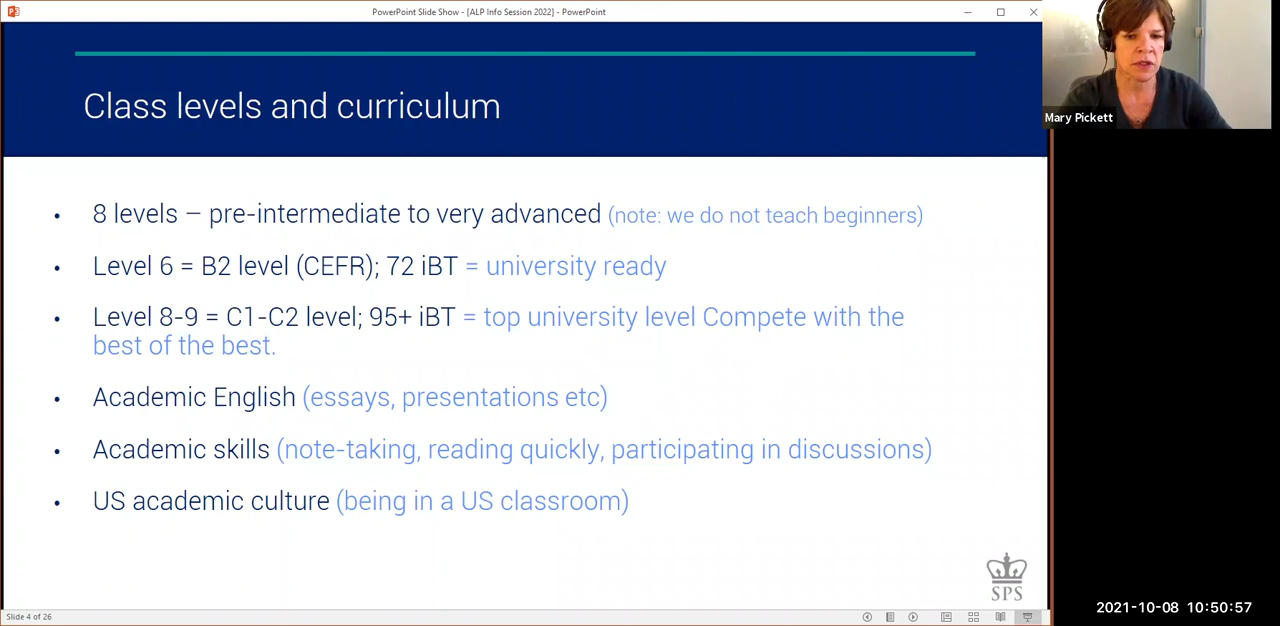 PowerPoint Slide Show - [ALP Info Session 2022] - PowerPoint
Class levels and curriculum
Mary Pickett
• 8 levels – pre-intermediate to very advanced (note: we do not teach beginners)
• Level 6 = B2 level (CEFR); 72 iBT = university ready
• Level 8-9 = C1-C2 level; 95+ iBT = top university level Compete with the
best of the best.
• Academic English (essays, presentations etc)
• Academic skills (note-taking, reading quickly, participating in discussions)
• US academic culture (being in a US classroom)
SPS
Slide 4 of 26
2021-10-08 10:50:57